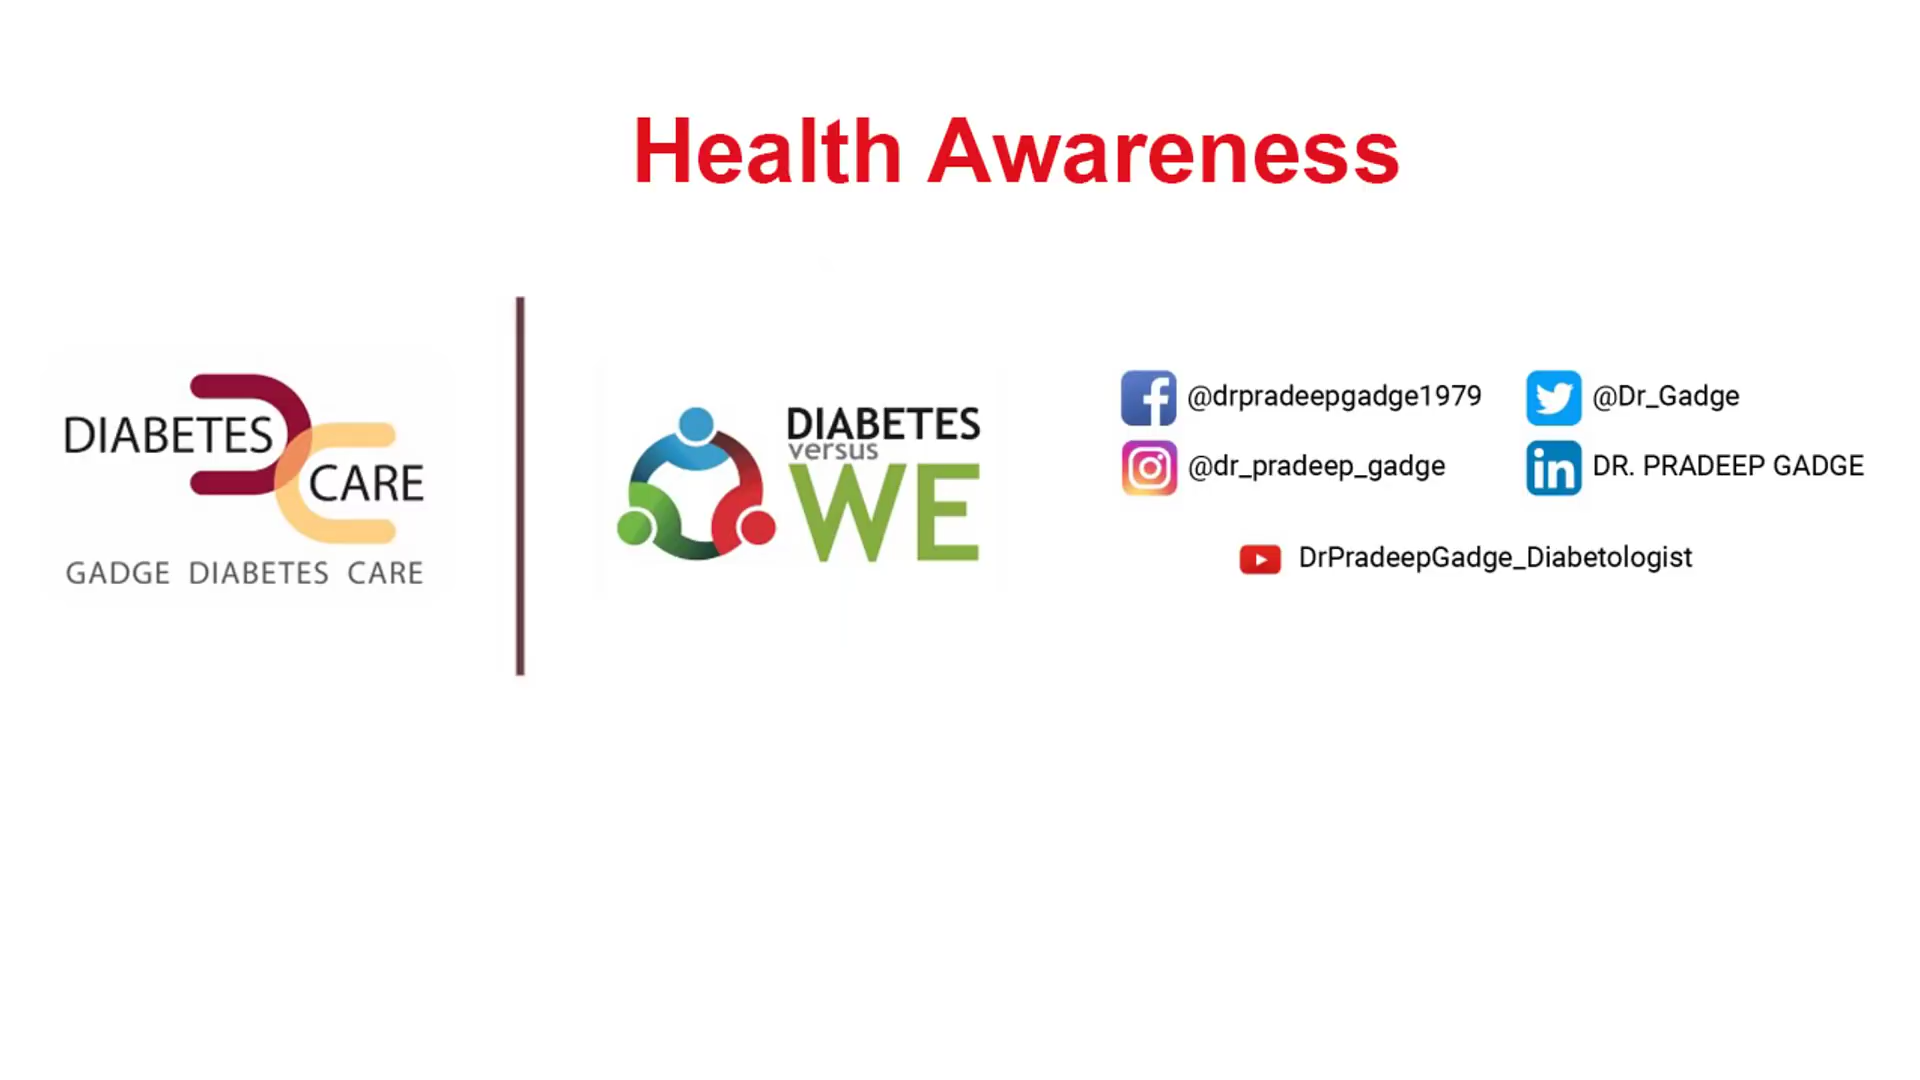 Health Awareness
DIABETES
CARE
GADGE DIABETES CARE
DIABETES
versus
WE
@drpradeepgadge1979
@Dr_Gadge
@dr_pradeep_gadge
DR. PRADEEP GADGE
DrPradeepGadge_Diabetologist